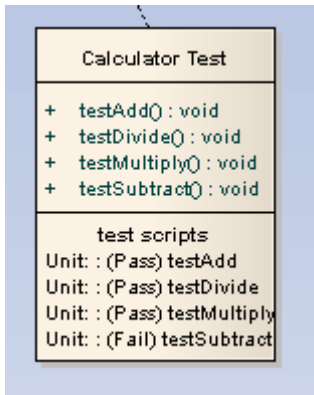 Calculator Test
+ testAdd() : void
+ testDivide() : void
+ testMultiply() : void
+ testSubtract() : void
test scripts
Unit: : (Pass) testAdd
Unit: : (Pass) testDivide
Unit: : (Pass) testMultiply
Unit: : (Fail) testSubtract